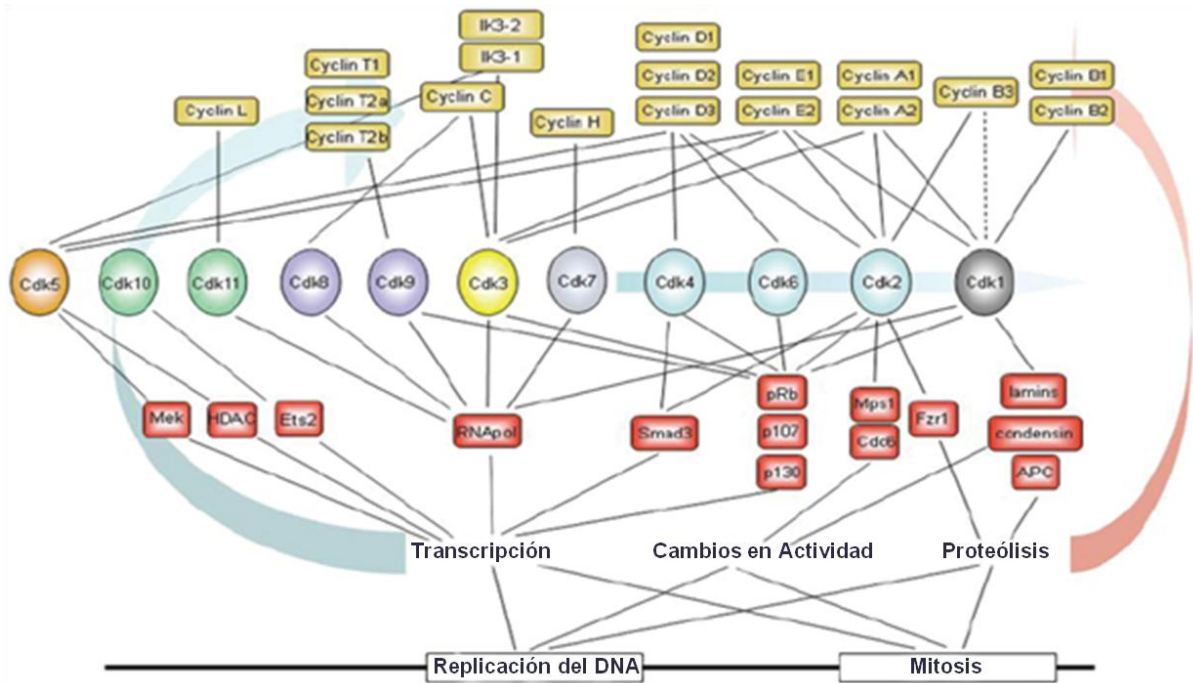 IK3-2
IK3-1
Cyclin D1
Cyclin T1
Cyclin D2
Cyclin E1
Cyclin A1
Cyclin B3
Cyclin B1
Cyclin L
Cyclin T2a
Cyclin C
Cyclin D3
Cyclin E2
Cyclin A2
Cyclin B2
Cyclin T2b
Cyclin H
Cdk5
Cdk10
Cdk11
Cdk8
Cdk9
Cdk3
Cdk7
Cdk4
Cdk6
Cdk2
Cdk1
Mek
HDAC
Ets2
RNApol
Smad3
pRb
p107
p130
Mps1
Cdc6
Fzr1
lamins
condensin
APC
Transcripción
Cambios en Actividad
Proteólisis
Replicación del DNA
Mitosis